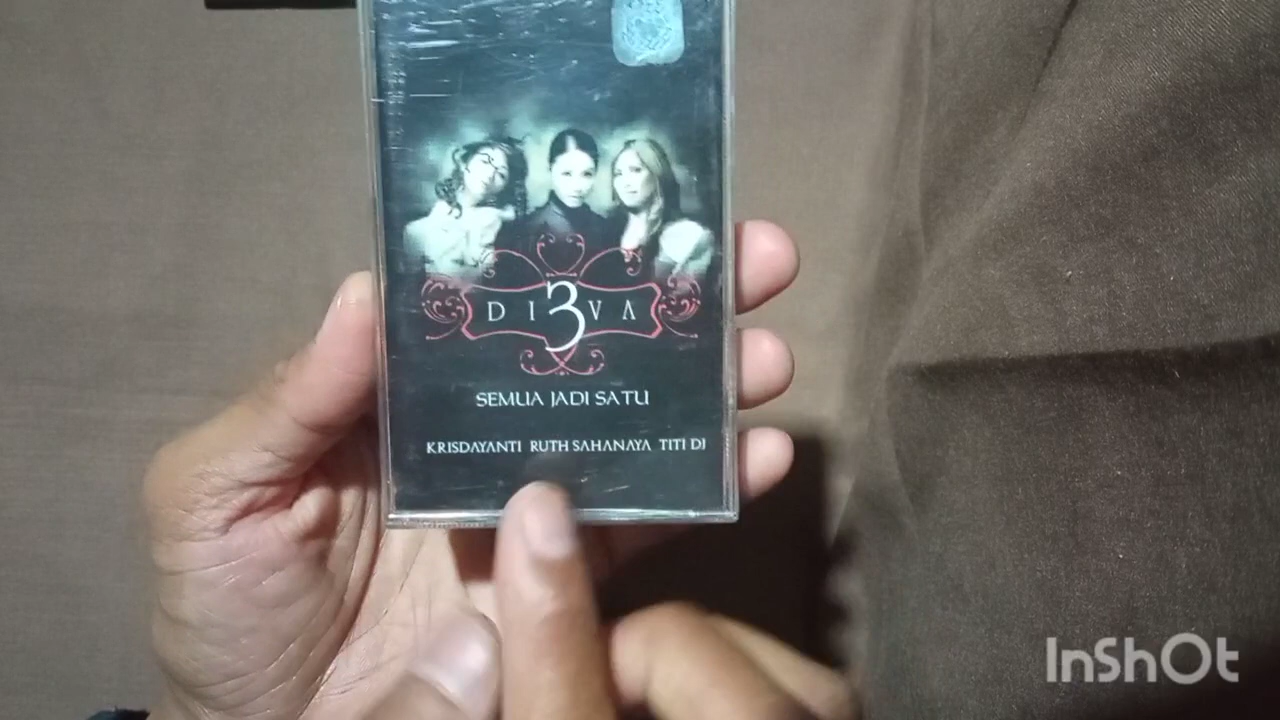 DI3VA
SEMUA JADI SATU
KRISDAYANTI RUTH SAHANAYA TITI DJ
InShOt